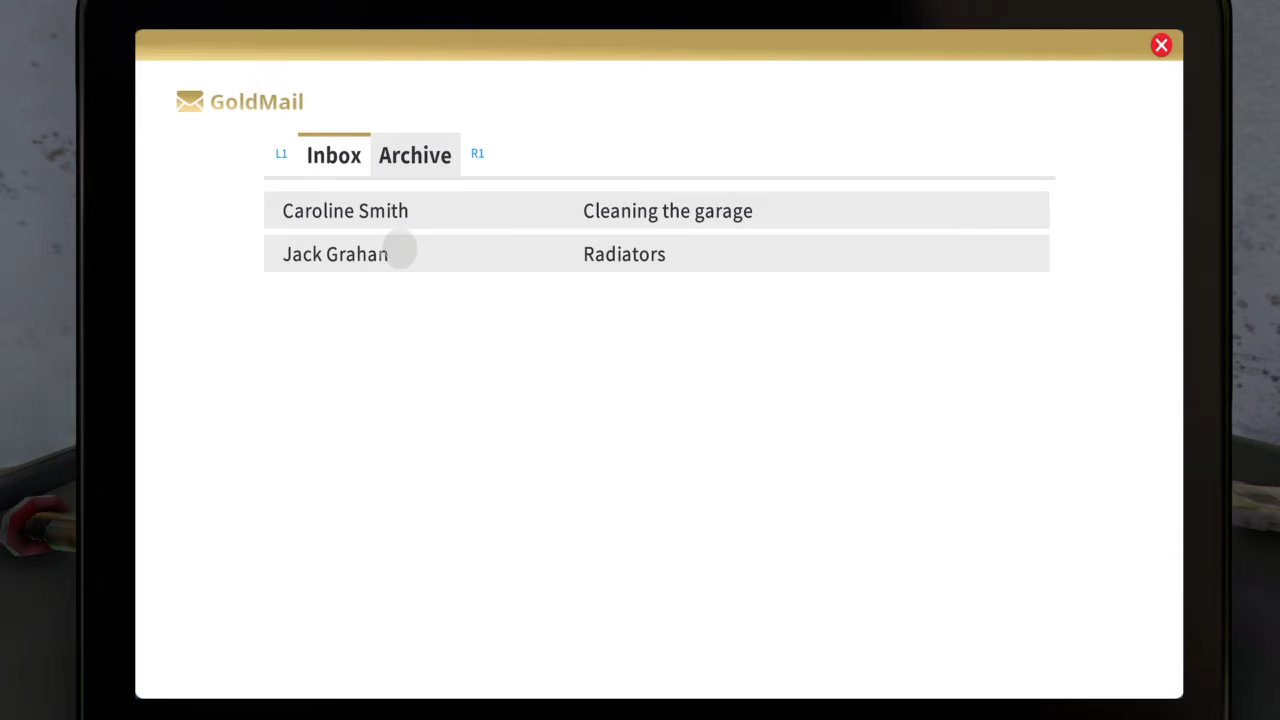 GoldMail
L1 Inbox Archive R1
Caroline Smith Cleaning the garage
Jack Grahan Radiators